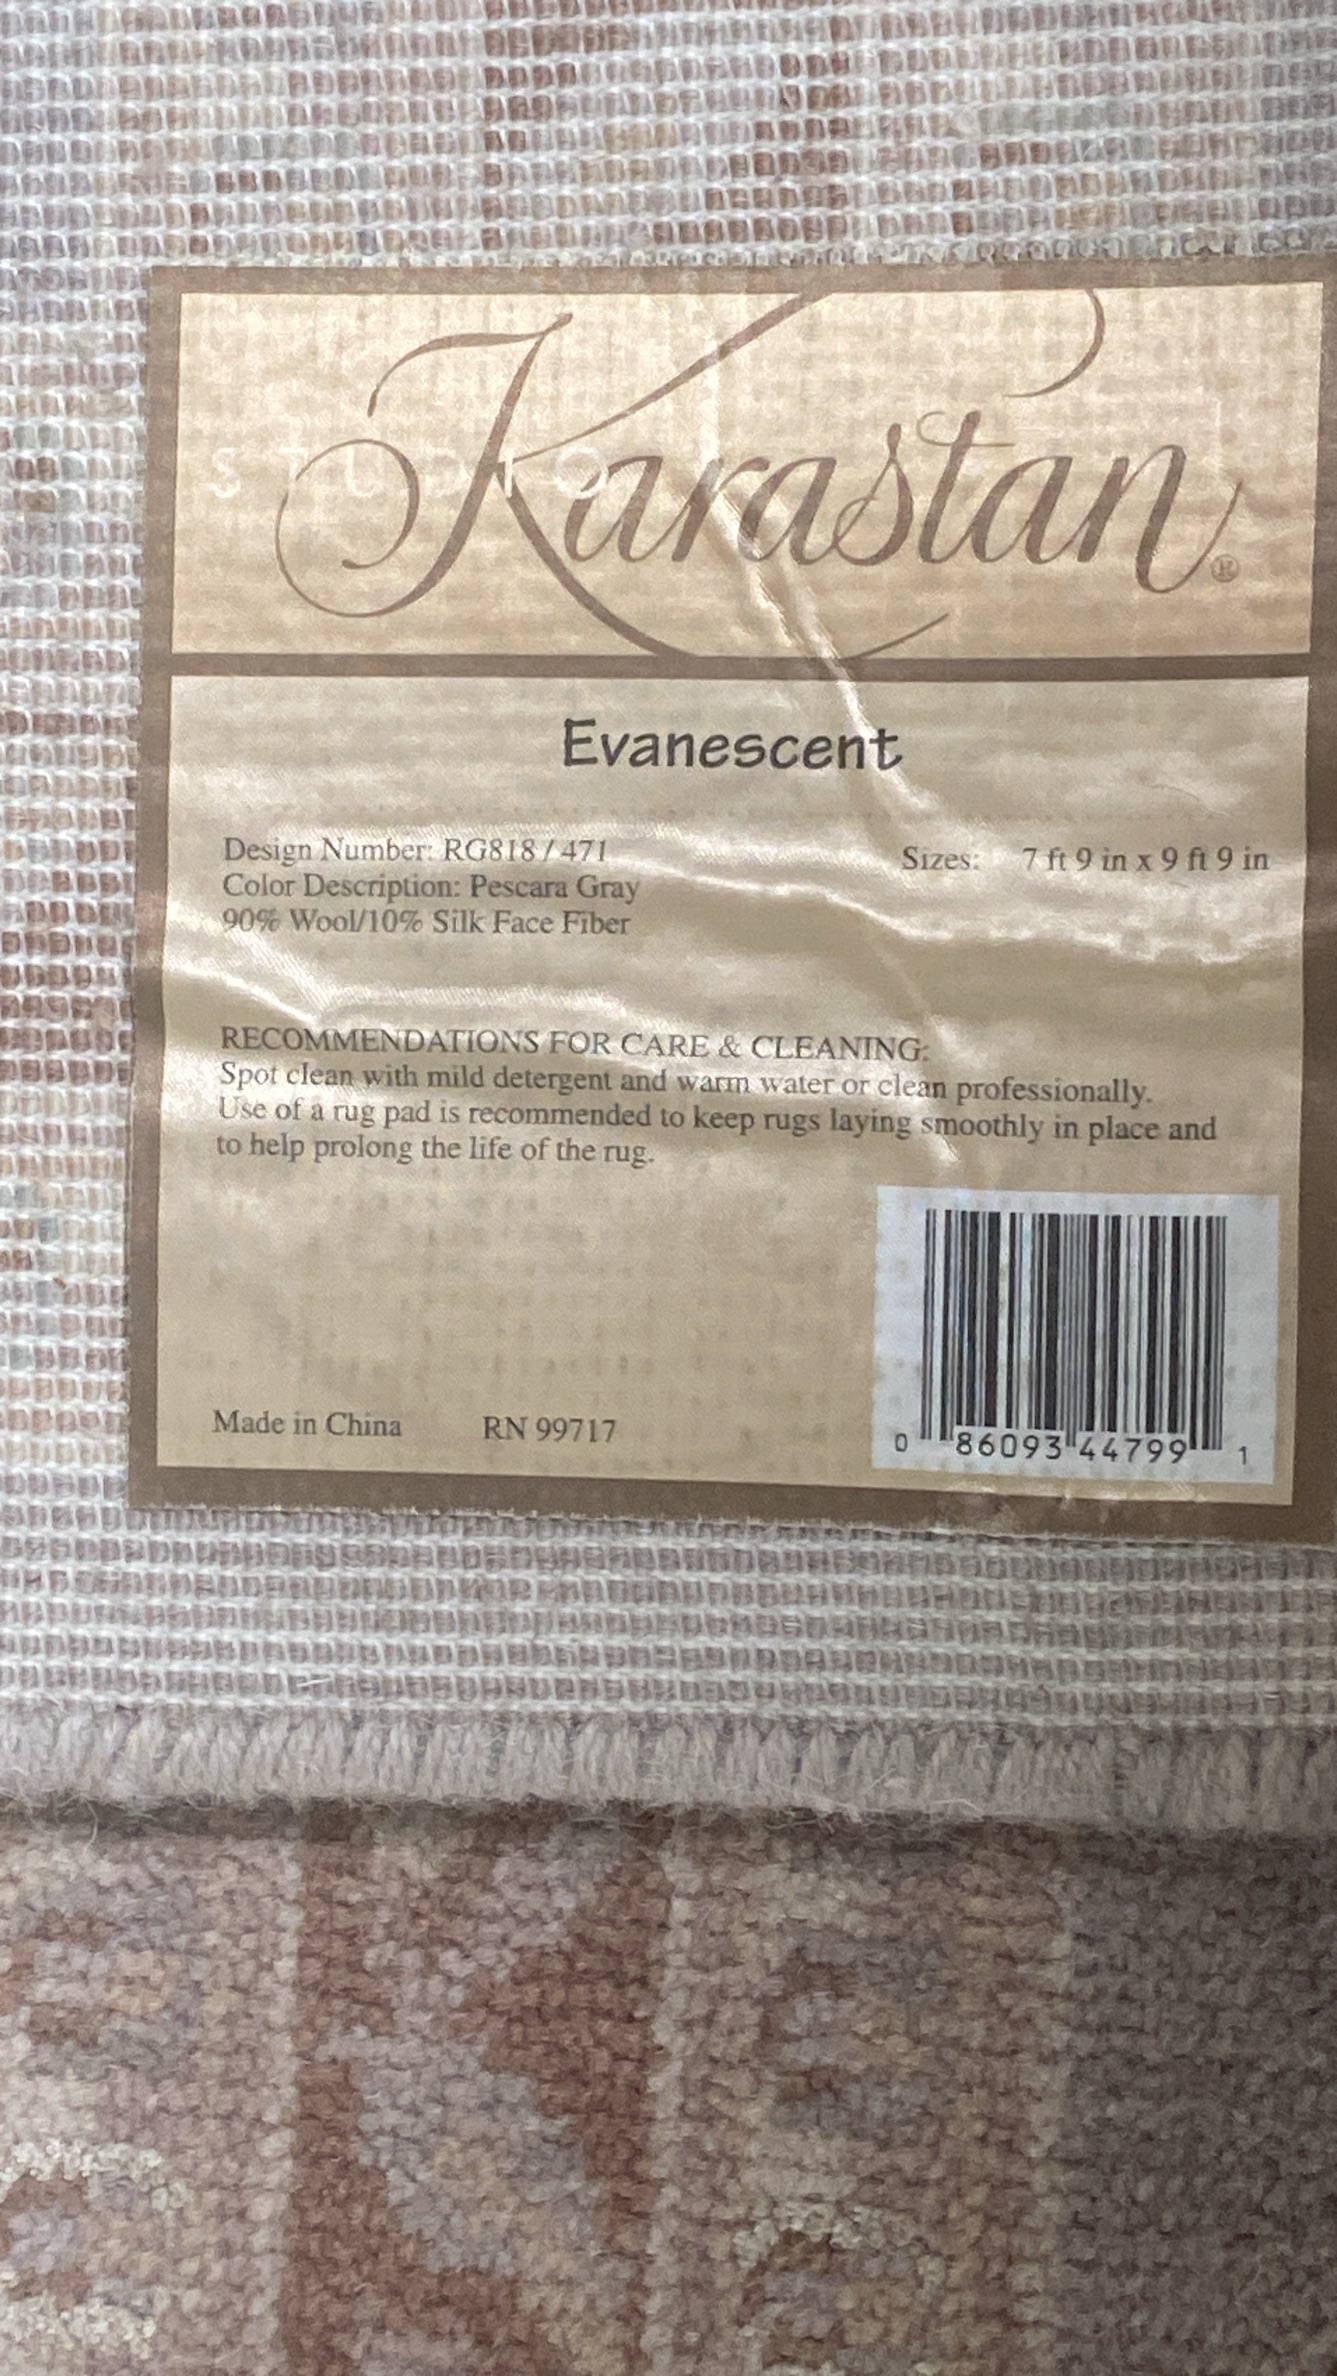 STUDIO
Karastan®
Evanescent
Design Number: RG818 / 471
Sizes: 7 ft 9 in x 9 ft 9 in
Color Description: Pescara Gray
90% Wool/10% Silk Face Fiber
RECOMMENDATIONS FOR CARE & CLEANING:
Spot clean with mild detergent and warm water or clean professionally.
Use of a rug pad is recommended to keep rugs laying smoothly in place and
to help prolong the life of the rug.
Made in China RN 99717
0 86093 44799 1